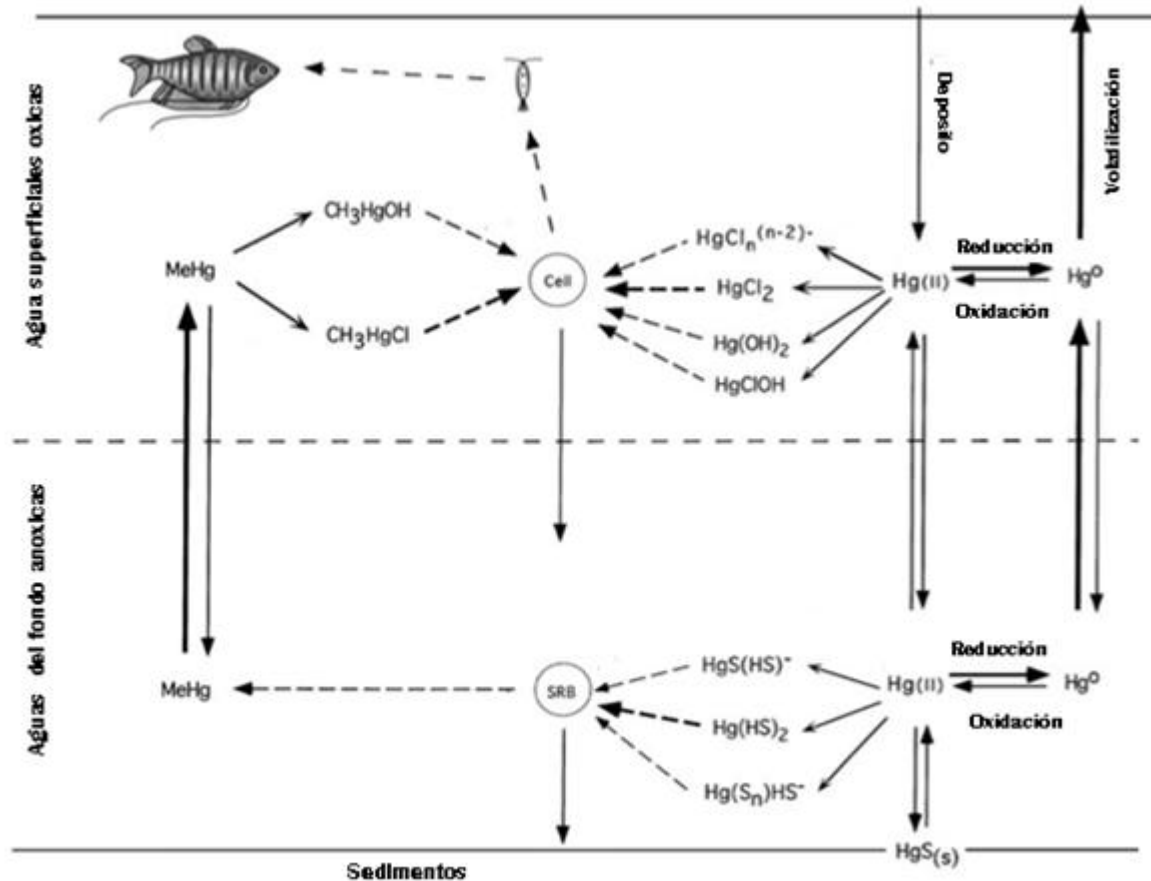 Agua superficiales oxicas
Deposito
Volatilización
CH3HgOH
MeHg
Cell
CH3HgCl
HgCln(n-2)-
HgCl2
Hg(OH)2
HgClOH
Hg(II)
Reducción
Oxidación
Hg0
Aguas del fondo anoxicas
MeHg
SRB
HgS(HS)-
Hg(HS)2
Hg(Sn)HS-
Hg(II)
Reducción
Oxidación
Hg0
HgS(s)
Sedimentos